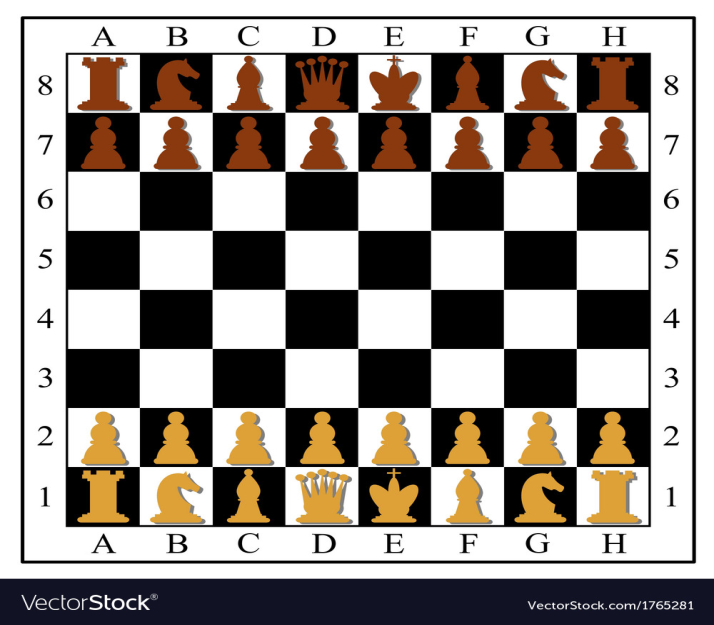 A B C D E F G H
8 8
7 7
6 6
5 5
4 4
3 3
2 2
1 1
A B C D E F G H
VectorStock®
VectorStock.com/1765281